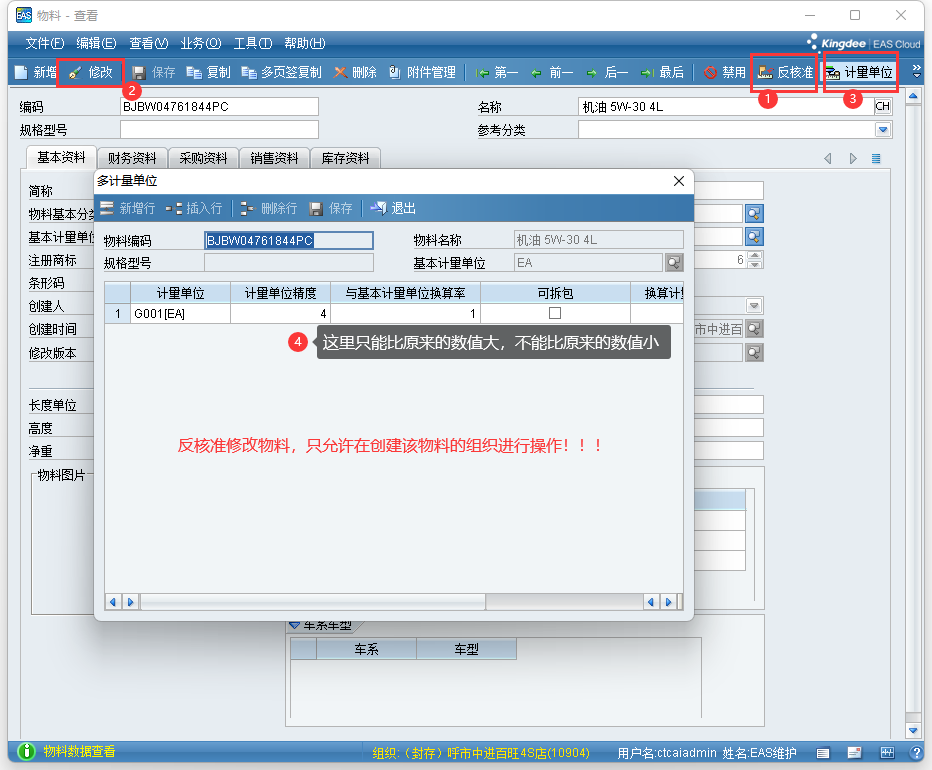 EAS 物料 - 查看
文件(F) 编辑(E) 查看(V) 业务(O) 工具(T) 帮助(H)
Kingdee | EAS Cloud
新增 修改 保存 复制 多页签复制 删除 附件管理 第一 前一 后一 最后 禁用 反核准 计量单位
2
1
3
编码 BJBW04761844PC 名称 机油 5W-30 4L CH
规格型号 参考分类
基本资料 财务资料 采购资料 销售资料 库存资料
简称
物料基本分类
基本计量单位
注册商标 6
条形码
创建人
创建时间 市中进百
修改版本
长度单位
高度
净重
物料图片
多计量单位
新增行 插入行 删除行 保存 退出
物料编码 BJBW04761844PC 物料名称 机油 5W-30 4L
规格型号 基本计量单位 EA
计量单位 计量单位精度 与基本计量单位换算率 可拆包 换算计
1 G001[EA] 4 1
4 这里只能比原来的数值大，不能比原来的数值小
反核准修改物料，只允许在创建该物料的组织进行操作！！！
车系车型
车系 车型
物料数据查看 组织:（封存）呼市中进百旺4S店(10904) 用户名:ctcaiadmin 姓名:EAS维护